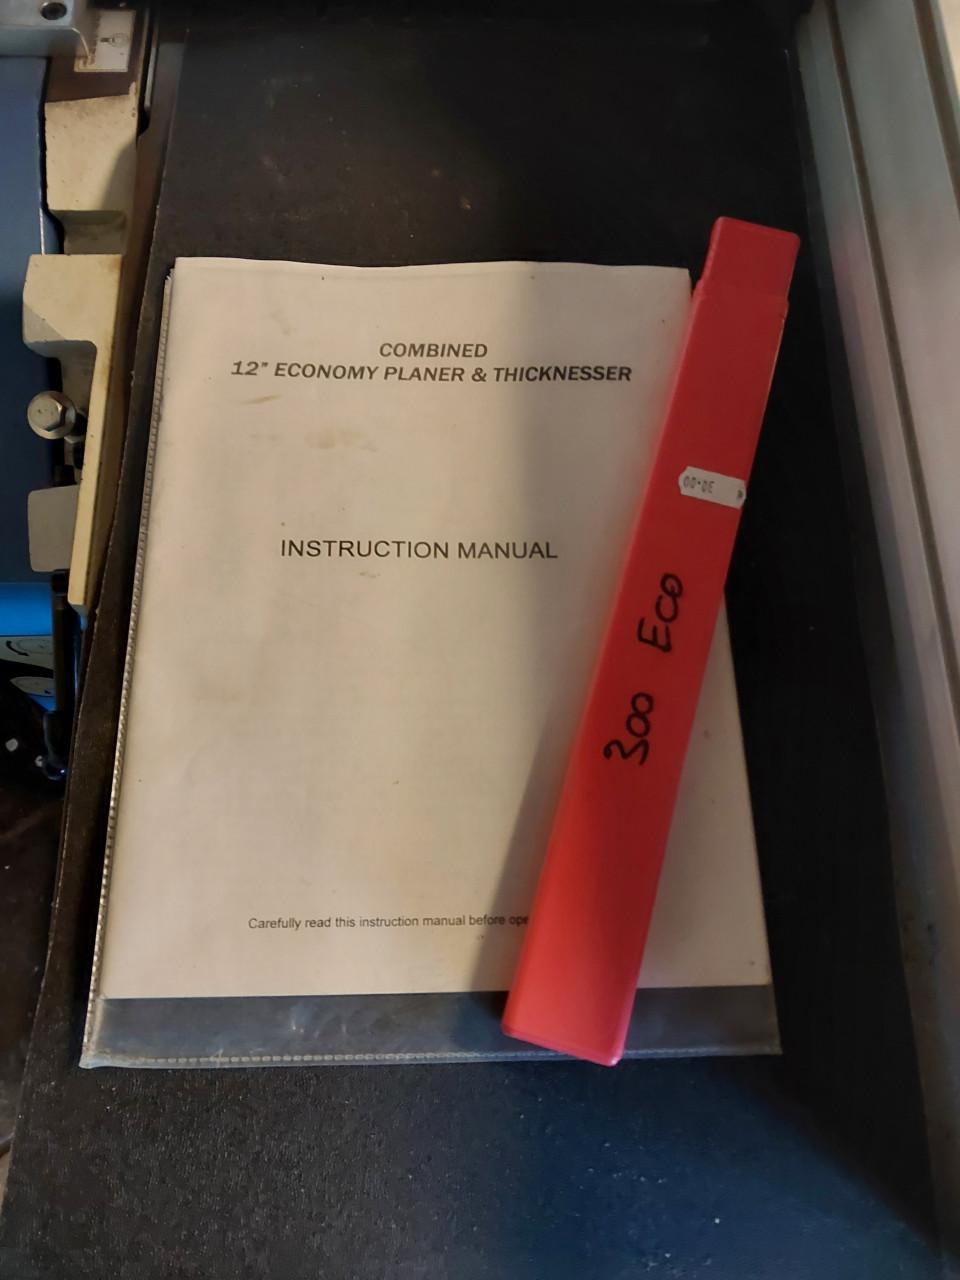 COMBINED
12" ECONOMY PLANER & THICKNESSER
INSTRUCTION MANUAL
Carefully read this instruction manual before ope
30.00
300 Eco